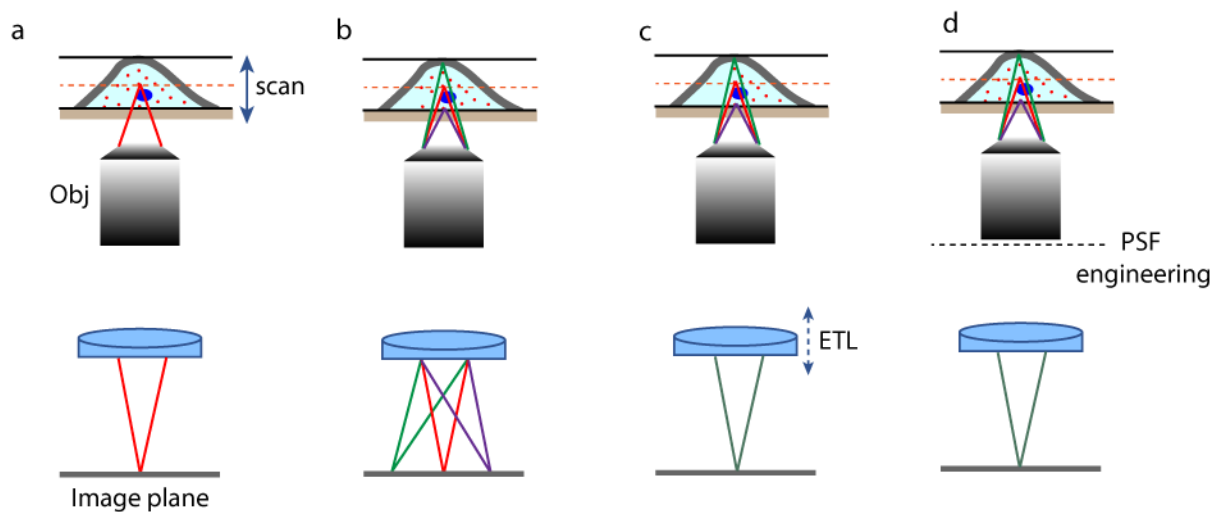 a
b
c
d
scan
Obj
PSF
engineering
ETL
Image plane